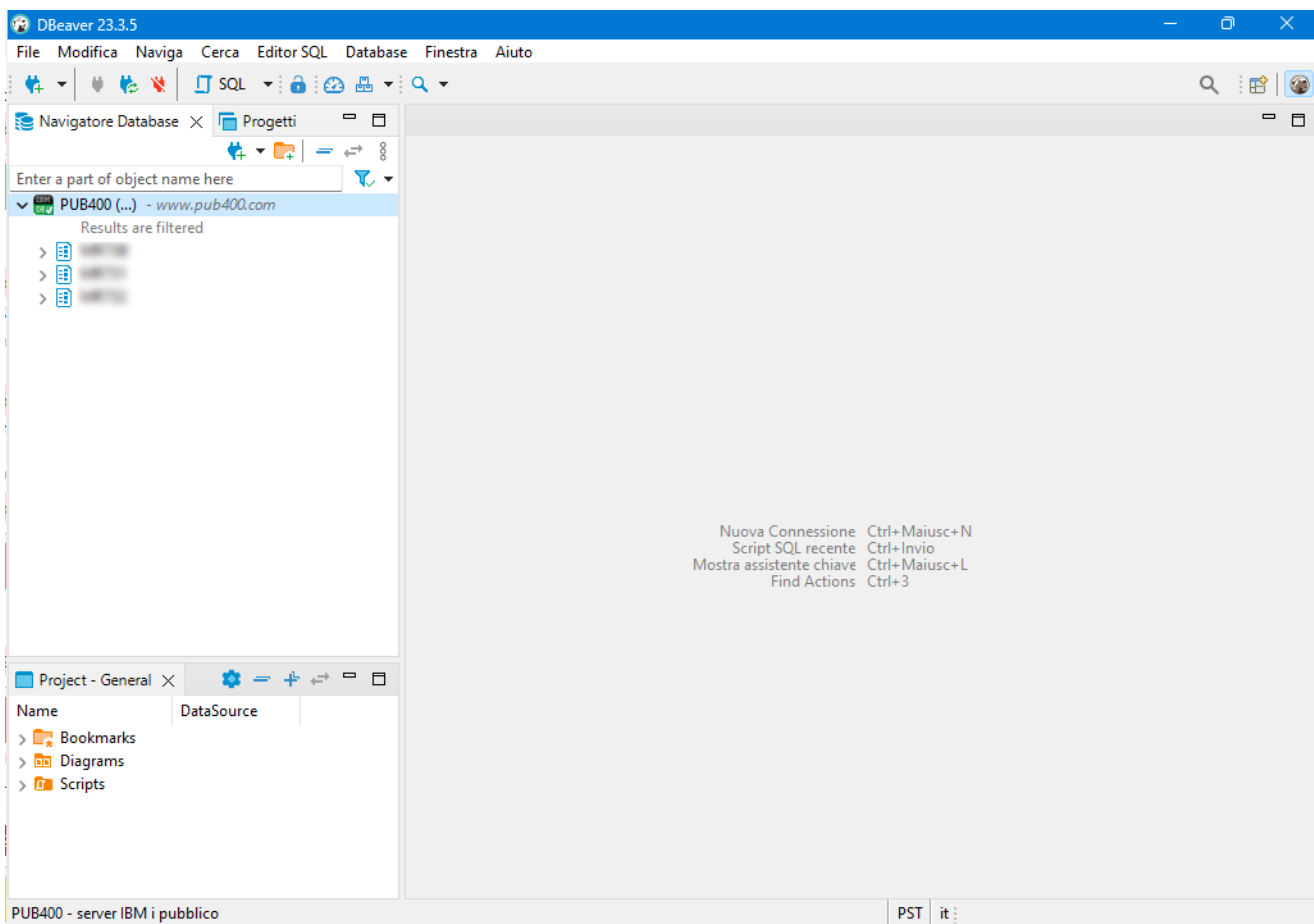 DBeaver 23.3.5
File Modifica Naviga Cerca Editor SQL Database Finestra Aiuto
SQL
Navigatore Database Progetti
Enter a part of object name here
PUB400 (...) - www.pub400.com
Results are filtered
Nuova Connessione Ctrl+Maiusc+N
Script SQL recente Ctrl+Invio
Mostra assistente chiave Ctrl+Maiusc+L
Find Actions Ctrl+3
Project - General
Name DataSource
Bookmarks
Diagrams
Scripts
PUB400 - server IBM i pubblico PST it